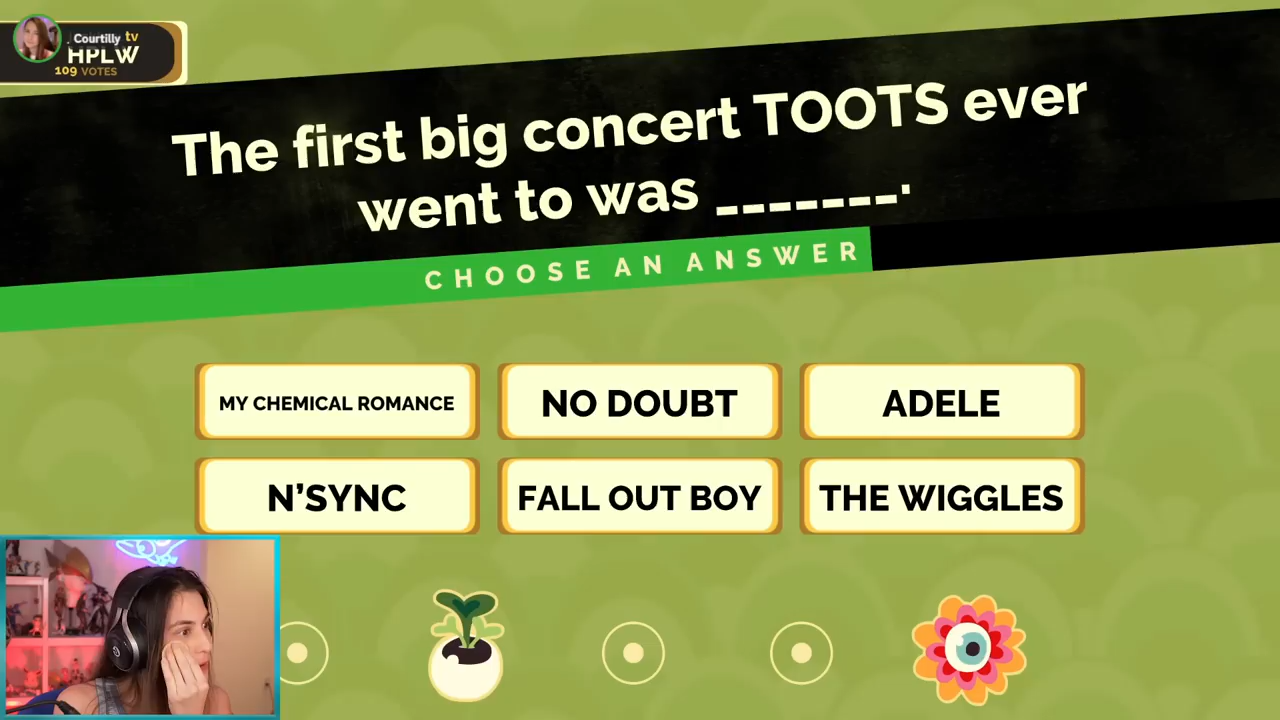 Courtilly tv
HPLW
109 VOTES
The first big concert TOOTS ever
went to was _______.
CHOOSE AN ANSWER
MY CHEMICAL ROMANCE
NO DOUBT
ADELE
N'SYNC
FALL OUT BOY
THE WIGGLES